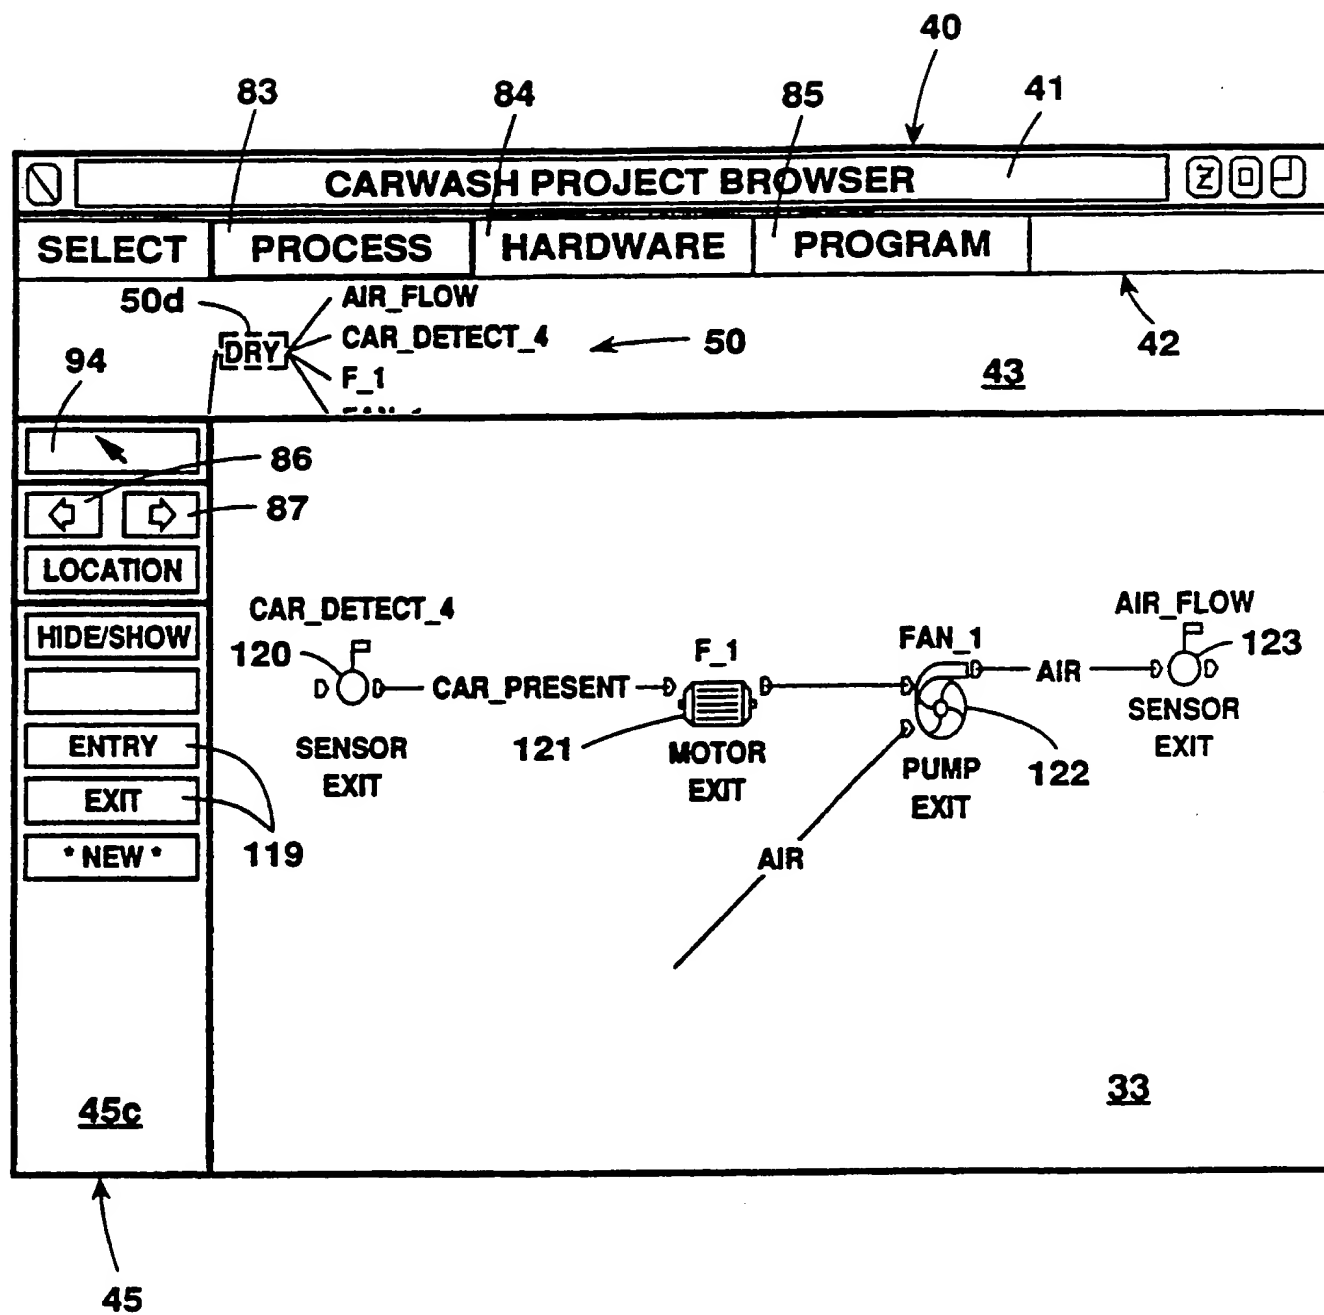 40
83 84 85 41
CARWASH PROJECT BROWSER Z
SELECT PROCESS HARDWARE PROGRAM
50d AIR_FLOW
CAR_DETECT_4 50 42
94 DRY
F_1 43
86
87
LOCATION
HIDE/SHOW
ENTRY
EXIT
* NEW *
119
CAR_DETECT_4
120
CAR_PRESENT
SENSOR
EXIT
F_1
121
MOTOR
EXIT
FAN_1
122
PUMP
EXIT
AIR
AIR
AIR_FLOW
123
SENSOR
EXIT
45c
33
45